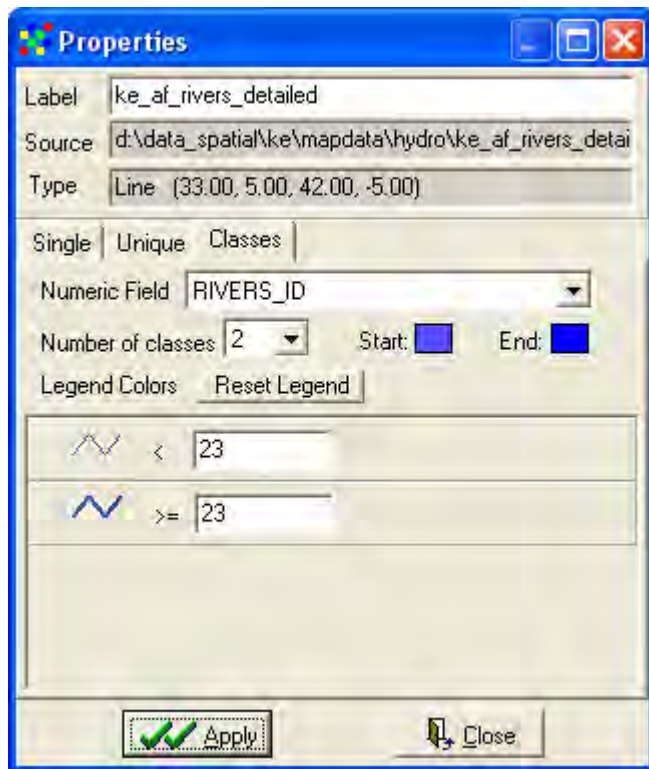 Properties
Label ke_af_rivers_detailed
Source d:\data_spatial\ke\mapdata\hydro\ke_af_rivers_detai
Type Line (33.00, 5.00, 42.00, -5.00)
Single Unique Classes
Numeric Field RIVERS_ID
Number of classes 2 Start: End:
Legend Colors Reset Legend
< 23
>= 23
Apply Close